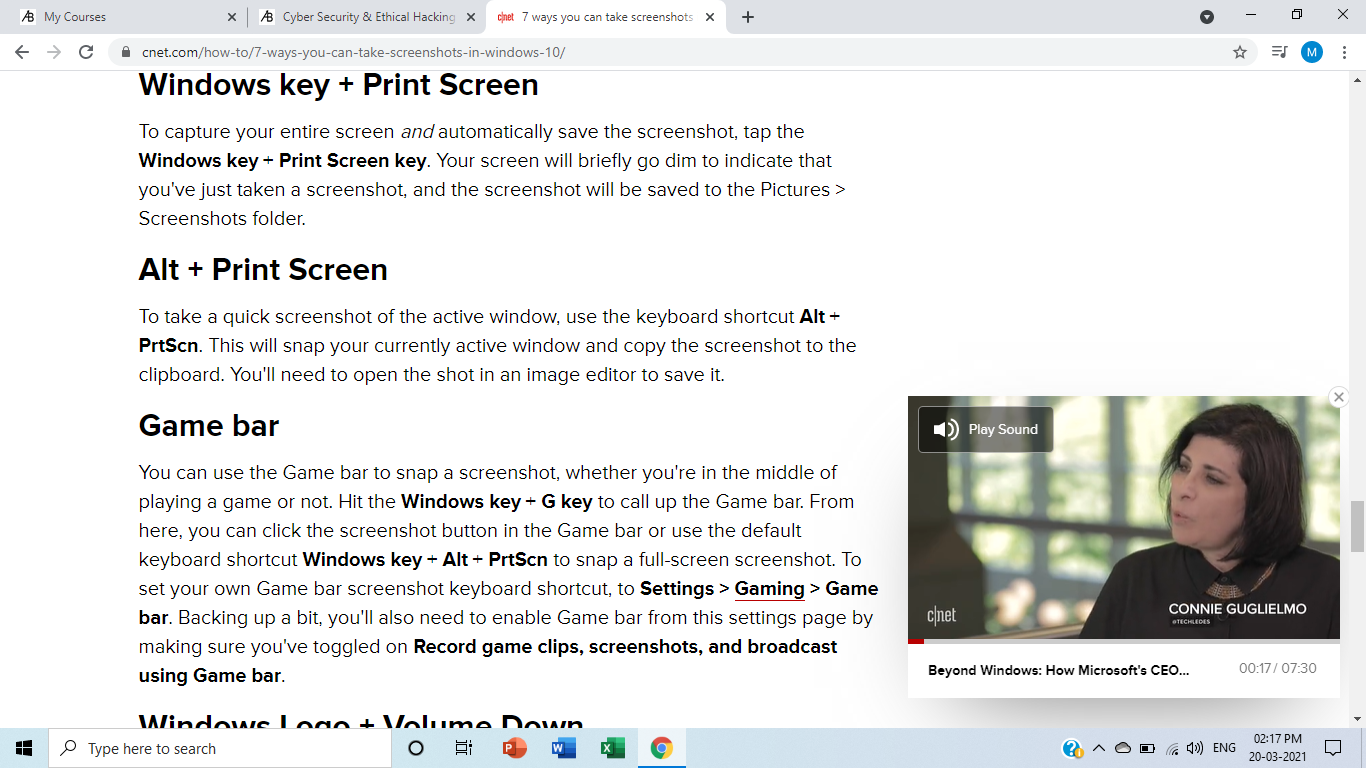 My Courses
Cyber Security & Ethical Hacking
c|net 7 ways you can take screenshots
cnet.com/how-to/7-ways-you-can-take-screenshots-in-windows-10/
M
Windows key + Print Screen
To capture your entire screen and automatically save the screenshot, tap the
Windows key + Print Screen key. Your screen will briefly go dim to indicate that
you've just taken a screenshot, and the screenshot will be saved to the Pictures >
Screenshots folder.
Alt + Print Screen
To take a quick screenshot of the active window, use the keyboard shortcut Alt +
PrtScn. This will snap your currently active window and copy the screenshot to the
clipboard. You'll need to open the shot in an image editor to save it.
Game bar
You can use the Game bar to snap a screenshot, whether you're in the middle of
playing a game or not. Hit the Windows key + G key to call up the Game bar. From
here, you can click the screenshot button in the Game bar or use the default
keyboard shortcut Windows key + Alt + PrtScn to snap a full-screen screenshot. To
set your own Game bar screenshot keyboard shortcut, to Settings > Gaming > Game
bar. Backing up a bit, you'll also need to enable Game bar from this settings page by
making sure you've toggled on Record game clips, screenshots, and broadcast
using Game bar.
Windows Logo + Volume Down
Play Sound
c|net
CONNIE GUGLIELMO
@TECHLEDES
Beyond Windows: How Microsoft's CEO...
00:17 / 07:30
Type here to search
ENG
02:17 PM
20-03-2021